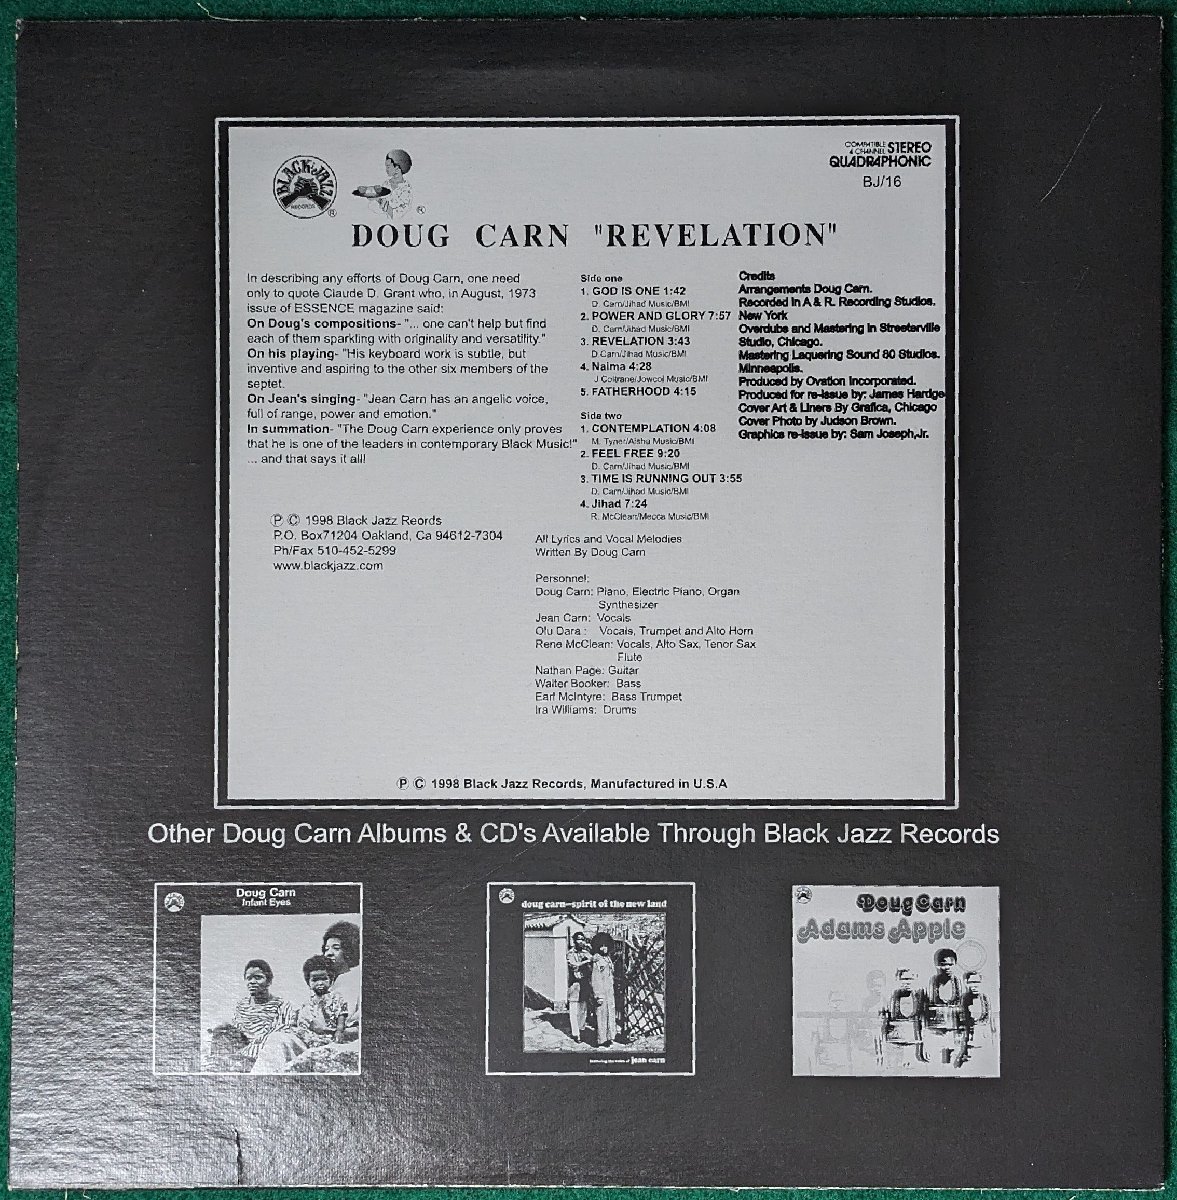 BLACK JAZZ
RECORDS
®
®
COMPATIBLE
4 CHANNEL STEREO
QUADRAPHONIC
BJ/16
DOUG CARN "REVELATION"
In describing any efforts of Doug Carn, one need
only to quote Claude D. Grant who, in August, 1973
issue of ESSENCE magazine said:
On Doug's compositions- "... one can't help but find
each of them sparkling with originality and versatility."
On his playing- "His keyboard work is subtle, but
inventive and aspiring to the other six members of the
septet.
On Jean's singing- "Jean Carn has an angelic voice,
full of range, power and emotion."
In summation- "The Doug Carn experience only proves
that he is one of the leaders in contemporary Black Music!"
... and that says it all!
Ⓟ © 1998 Black Jazz Reords
P.O. Box71204 Oakland, Ca 94612-7304
Ph/Fax 510-452-5299
www.blackjazz.com
Side one
1. GOD IS ONE 1:42
D. Carn/Jihad Music/BMI
2. POWER AND GLORY 7:57
D. Carn/Jihad Music/BMI
3. REVELATION 3:43
D.Carn/Jihad Music/BMI
4. Naima 4:28
J.Coltrane/Jowcol Music/BMI
5. FATHERHOOD 4:15
Side two
1. CONTEMPLATION 4:08
M. Tyner/Aisha Music/BMI
2. FEEL FREE 9:20
D. Carn/Jihad Music/BMI
3. TIME IS RUNNING OUT 3:55
D. Carn/Jihad Music/BMI
4. Jihad 7:24
R. McClean/Mecca Music/BMI
All Lyrics and Vocal Melodies
Written By Doug Carn
Personnel:
Doug Carn: Piano, Electric Piano, Organ
Synthesizer
Jean Carn: Vocals
Olu Dara : Vocals, Trumpet and Alto Horn
Rene McClean: Vocals, Alto Sax, Tenor Sax
Flute
Nathan Page: Guitar
Walter Booker: Bass
Earl McIntyre: Bass Trumpet
Ira Williams: Drums
Credits
Arrangements Doug Carn.
Recorded in A & R. Recording Studios.
New York
Overdubs and Mastering in Streeterville
Studio, Chicago.
Mastering Laquering Sound 80 Studios.
Minneapolis.
Produced by Ovation Incorporated.
Produced for re-issue by: James Hardge
Cover Art & Liners By Grafica, Chicago
Cover Photo by Judson Brown.
Graphics re-issue by: Sam Joseph,Jr.
Ⓟ © 1998 Black Jazz Records, Manufactured in U.S.A
Other Doug Carn Albums & CD's Available Through Black Jazz Records
Doug Carn
Infant Eyes
doug carn—spirit of the new land
featuring the voice of jean carn
Doug Carn
Adams Apple